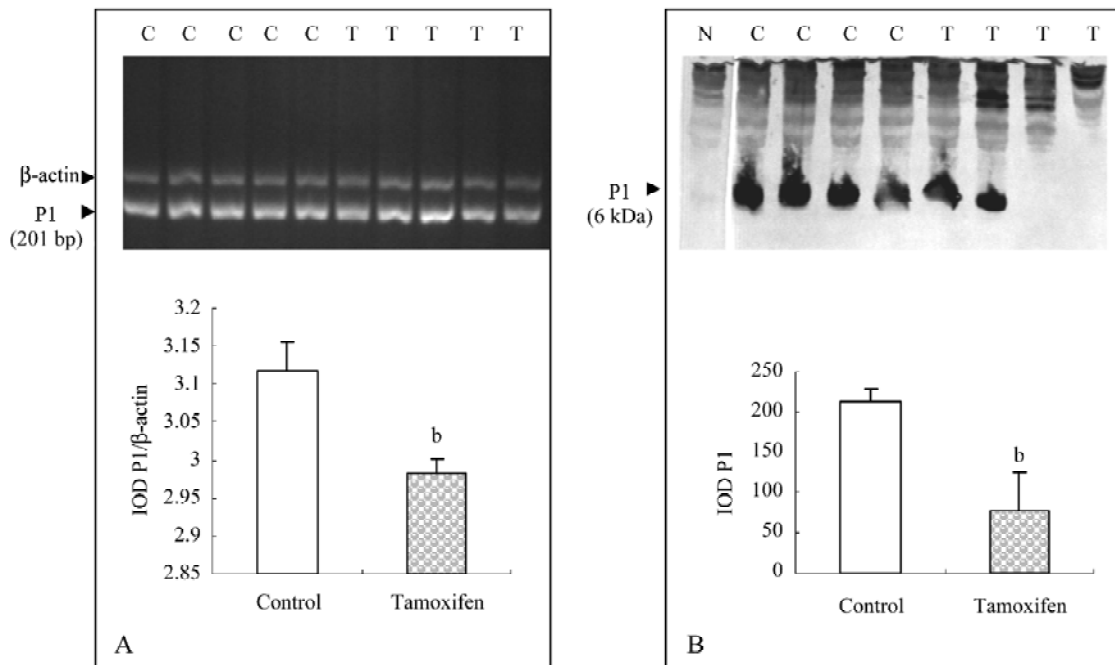 C C C C C T T T T T
β-actin
P1
(201 bp)
3.2
3.15
3.1
3.05
3
2.95
2.9
2.85
IOD P1/β-actin
b
Control Tamoxifen
A
N C C C C T T T T
P1
(6 kDa)
250
200
150
100
50
0
IOD P1
b
Control Tamoxifen
B